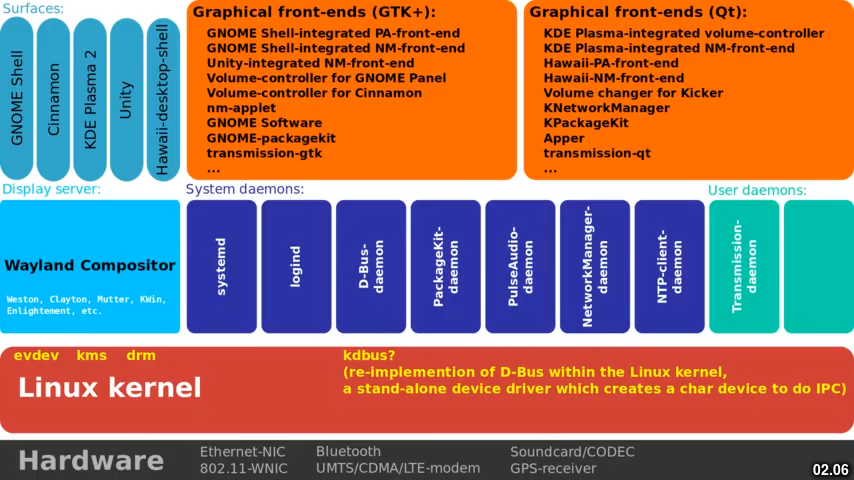 Surfaces:
GNOME Shell
Cinnamon
KDE Plasma 2
Unity
Hawaii-desktop-shell
Graphical front-ends (GTK+):
GNOME Shell-integrated PA-front-end
GNOME Shell-integrated NM-front-end
Unity-integrated NM-front-end
Volume-controller for GNOME Panel
Volume-controller for Cinnamon
nm-applet
GNOME Software
GNOME-packagekit
transmission-gtk
...
Graphical front-ends (Qt):
KDE Plasma-integrated volume-controller
KDE Plasma-integrated NM-front-end
Hawaii-PA-front-end
Hawaii-NM-front-end
Volume changer for Kicker
KNetworkManager
KPackageKit
Apper
transmission-qt
...
Display server:
Wayland Compositor
Weston, Clayton, Mutter, KWin,
Enlightement, etc.
System daemons:
systemd
logind
D-Bus-
daemon
PackageKit-
daemon
PulseAudio-
daemon
NetworkManager-
daemon
NTP-client-
daemon
User daemons:
Transmission-
daemon
evdev kms drm
Linux kernel
kdbus?
(re-implemention of D-Bus within the Linux kernel,
a stand-alone device driver which creates a char device to do IPC)
Hardware
Ethernet-NIC
802.11-WNIC
Bluetooth
UMTS/CDMA/LTE-modem
Soundcard/CODEC
GPS-receiver
02.06